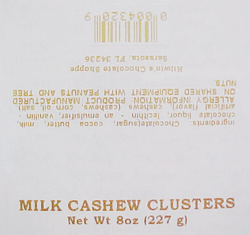 Ingredients: Chocolate(sugar, cocoa butter, milk,
chocolate liquor, lecithin - an emulsifier - vanillin -
artificial flavor), cashews (cashews, corn oil, salt)
ALLERGY INFORMATION: PRODUCT MANUFACTURED
ON SHARED EQUIPMENT WITH PEANUTS AND TREE
NUTS.
Kilwin's Chocolate Shoppe
Sarasota, FL 34236
MILK CASHEW CLUSTERS
Net Wt 8oz (227 g)